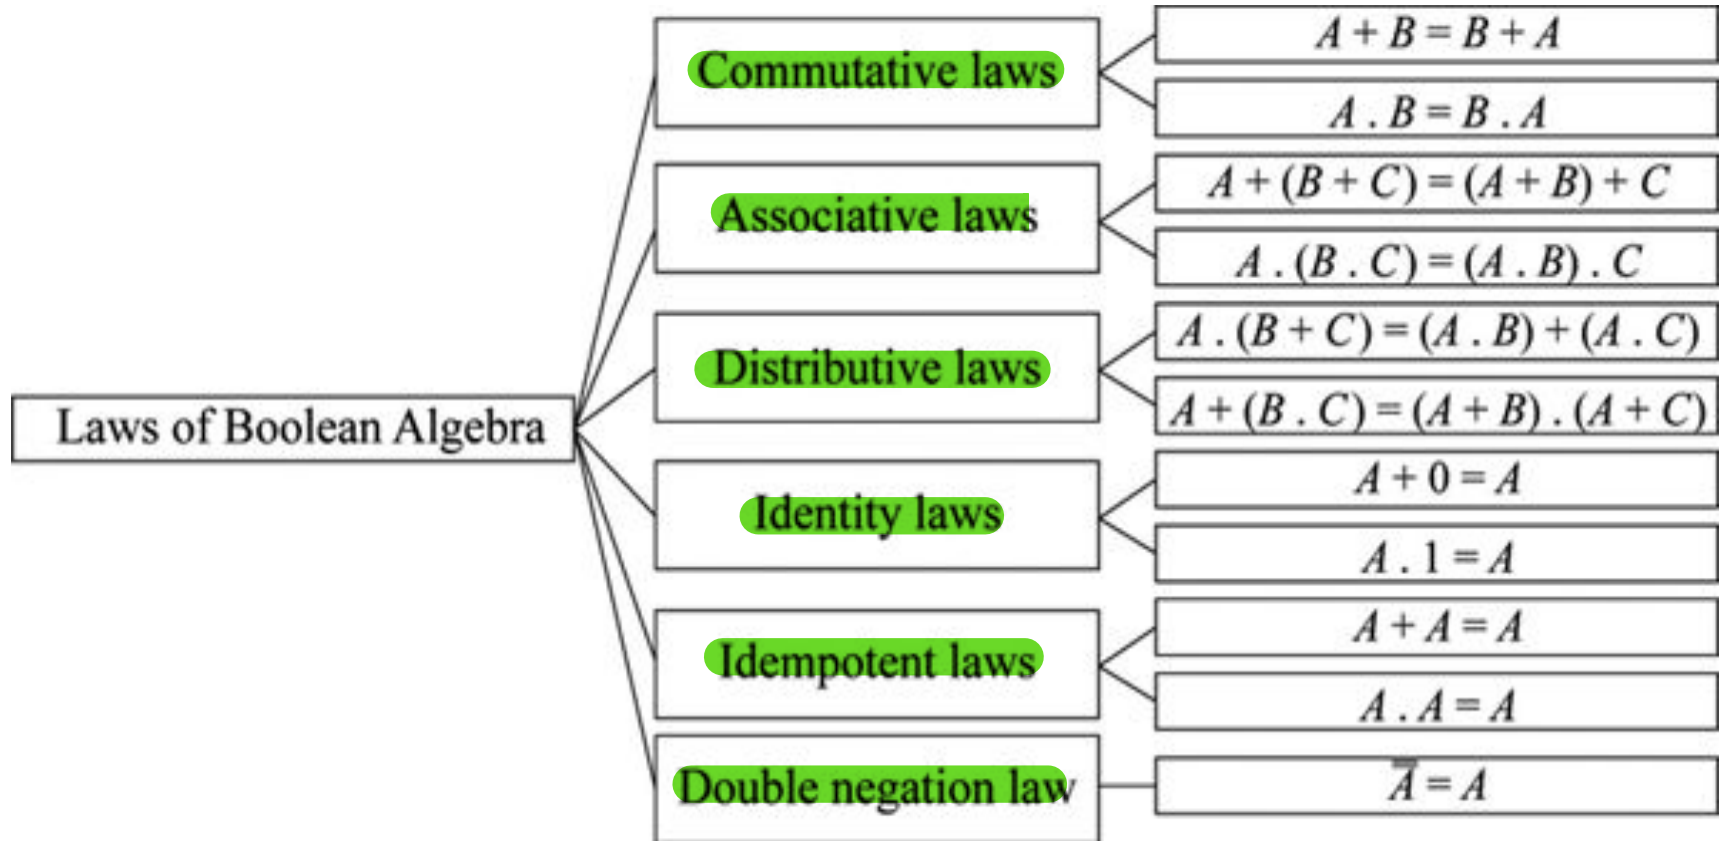 Laws of Boolean Algebra
Commutative laws
A + B = B + A
A . B = B . A
Associative laws
A + (B + C) = (A + B) + C
A . (B . C) = (A . B) . C
Distributive laws
A . (B + C) = (A . B) + (A . C)
A + (B . C) = (A + B) . (A + C)
Identity laws
A + 0 = A
A . 1 = A
Idempotent laws
A + A = A
A . A = A
Double negation law
A̿ = A